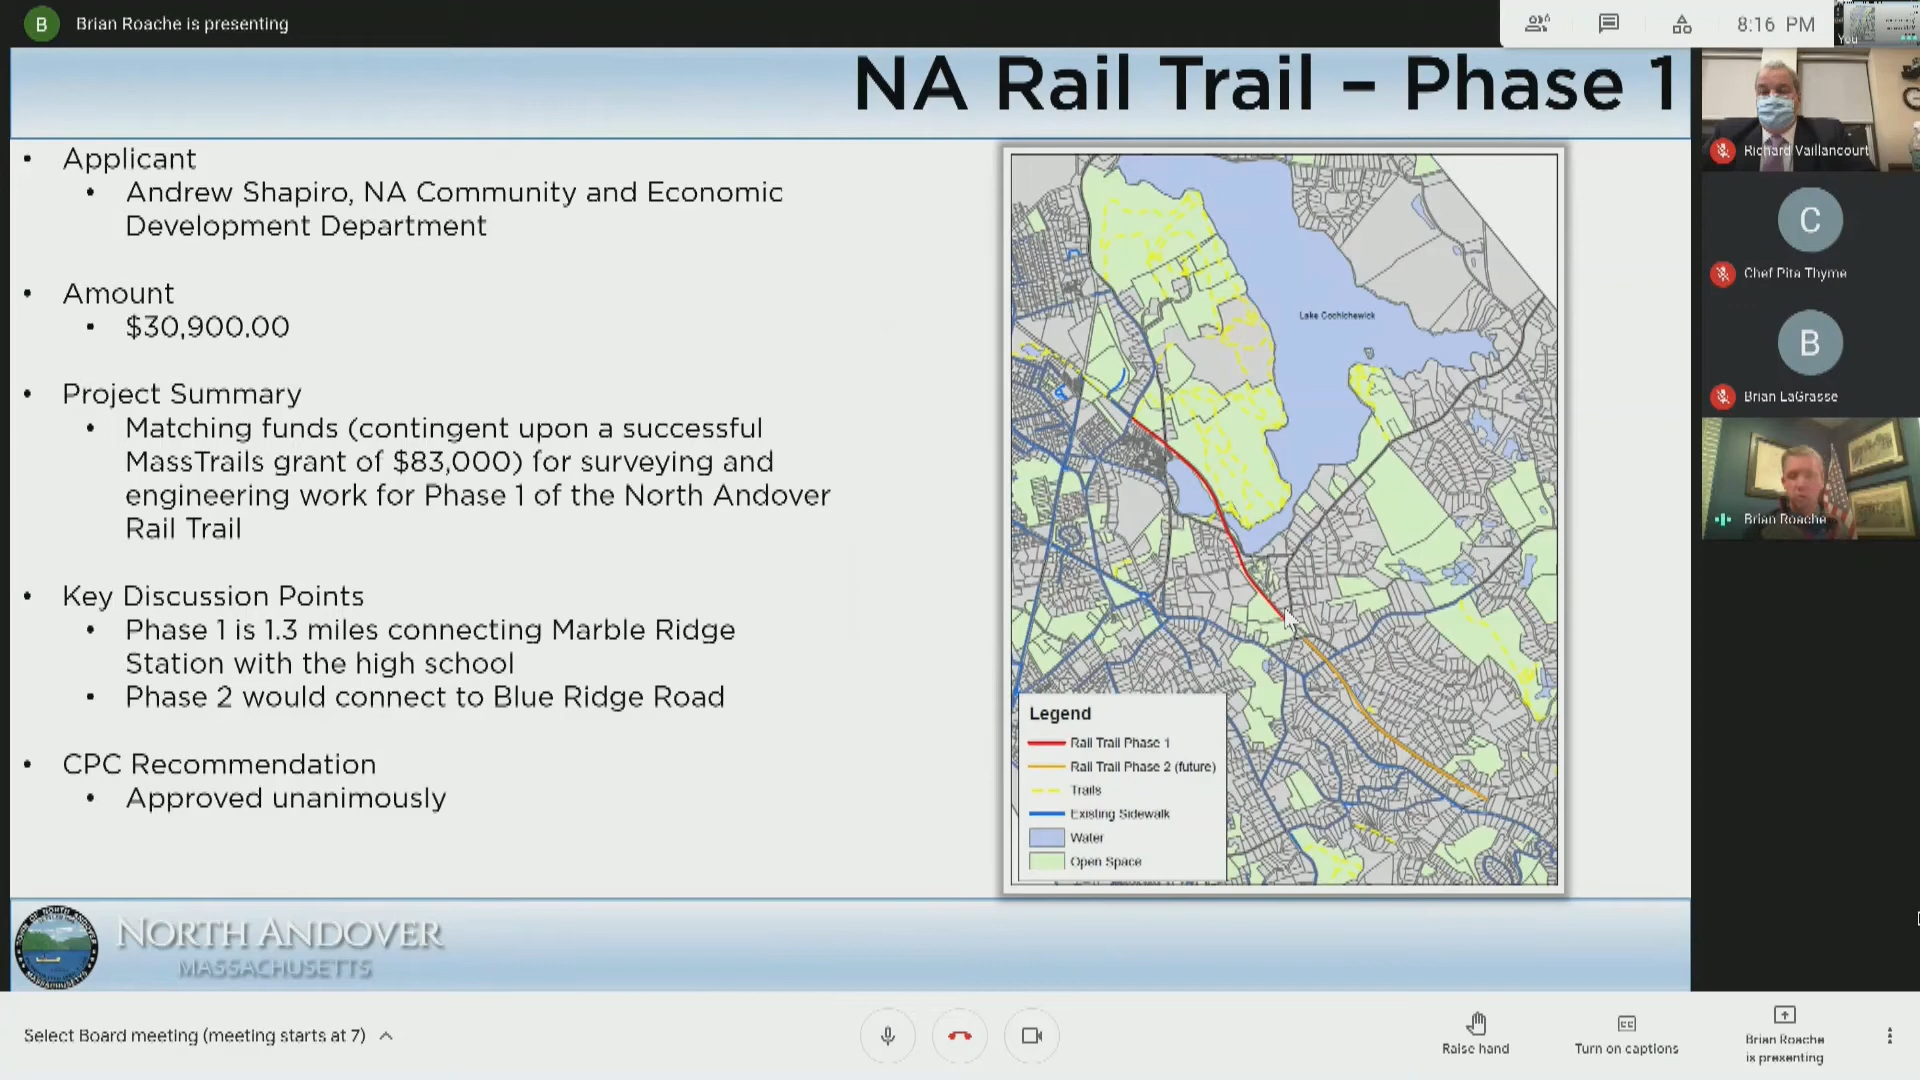 B Brian Roache is presenting
8:16 PM
You
NA Rail Trail – Phase 1
• Applicant
• Andrew Shapiro, NA Community and Economic
Development Department
• Amount
• $30,900.00
• Project Summary
• Matching funds (contingent upon a successful
MassTrails grant of $83,000) for surveying and
engineering work for Phase 1 of the North Andover
Rail Trail
• Key Discussion Points
• Phase 1 is 1.3 miles connecting Marble Ridge
Station with the high school
• Phase 2 would connect to Blue Ridge Road
• CPC Recommendation
• Approved unanimously
Lake Cochichewick
Legend
Rail Trail Phase 1
Rail Trail Phase 2 (future)
Trails
Existing Sidewalk
Water
Open Space
Richard Vaillancourt
C
Chef Pita Thyme
B
Brian LaGrasse
Brian Roache
NORTH ANDOVER
MASSACHUSETTS
Select Board meeting (meeting starts at 7)
Raise hand
Turn on captions
Brian Roache
is presenting